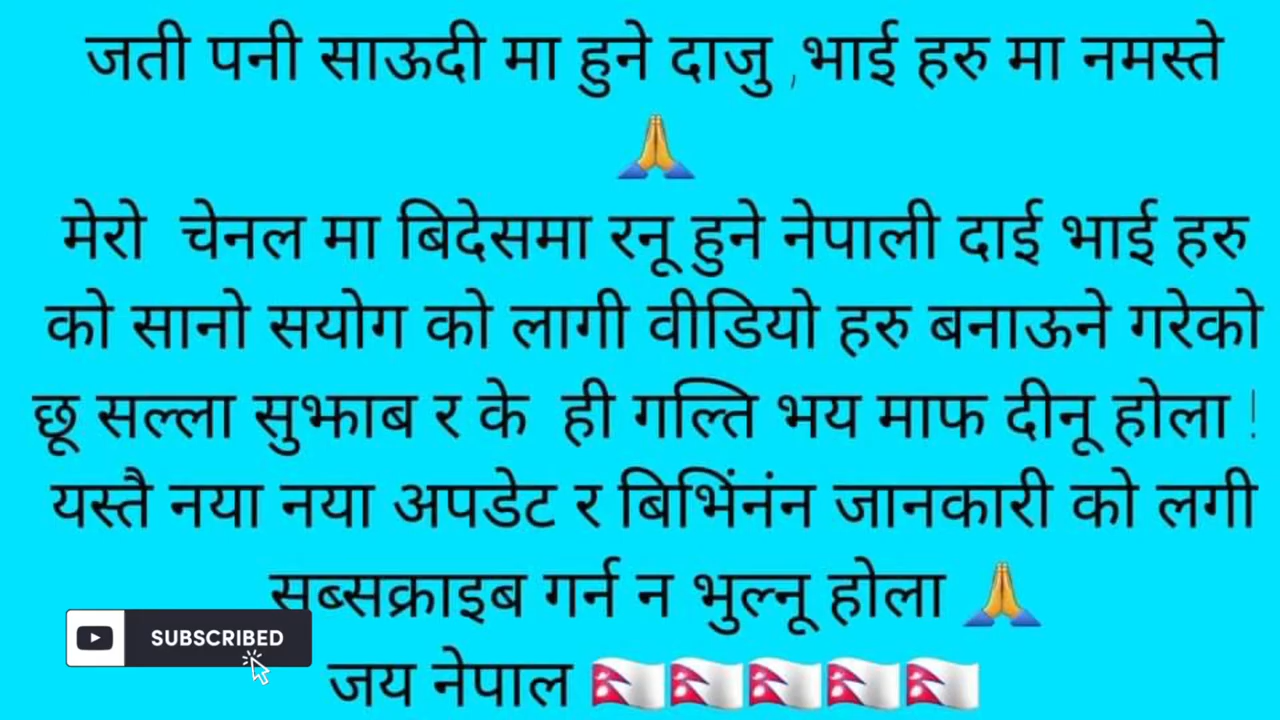 जती पनी साऊदी मा हुने दाजु ,भाई हरु मा नमस्ते
🙏
मेरो चेनल मा बिदेसमा रनू हुने नेपाली दाई भाई हरु
को सानो सयोग को लागी वीडियो हरु बनाऊने गरेको
छू सल्ला सुझाब र के ही गल्ति भय माफ दीनू होला !
यस्तै नया नया अपडेट र बिभिंनंन जानकारी को लगी
सब्सक्राइब गर्न न भुल्नू होला 🙏
SUBSCRIBED
जय नेपाल 🇳🇵🇳🇵🇳🇵🇳🇵🇳🇵